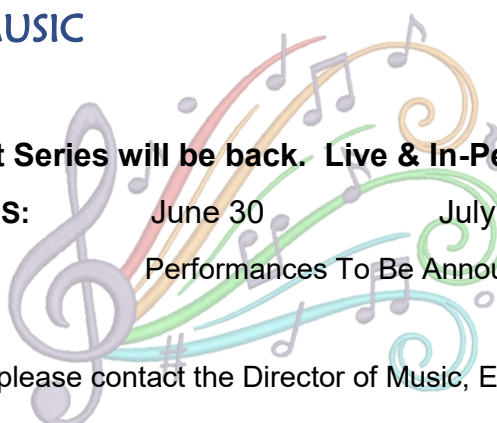 MUSIC
t Series will be back.  Live & In-Pe
S: June 30 July
Performances To Be Annou
please contact the Director of Music, E